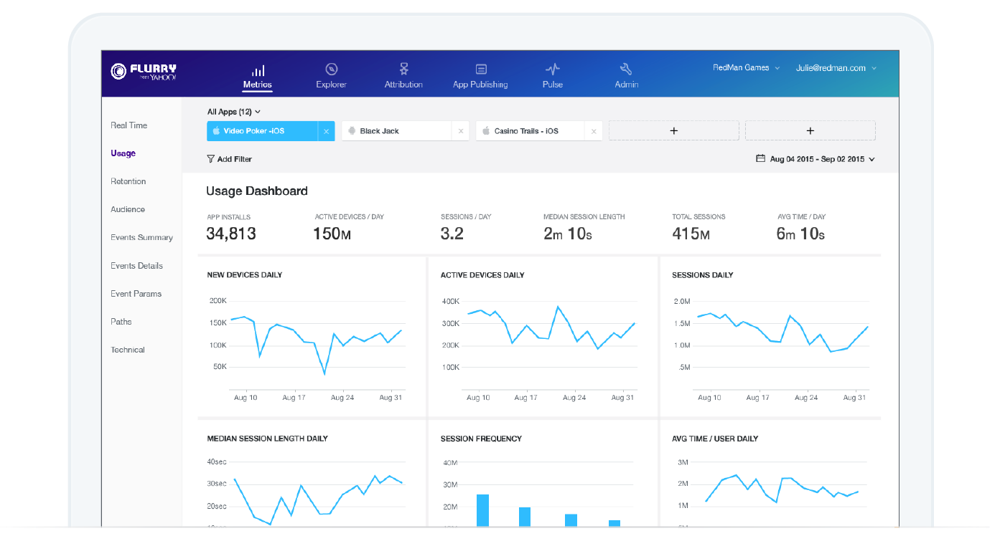 FLURRY
from YAHOO!
Metrics
Explorer
Attribution
App Publishing
Pulse
Admin
RedMan Games
Julie@redman.com
Real Time
Usage
Retention
Audience
Events Summary
Events Details
Event Params
Paths
Technical
All Apps (12)
Video Poker -iOS ×
Black Jack ×
Casino Trails - iOS ×
+
+
Add Filter
Aug 04 2015 - Sep 02 2015
Usage Dashboard
APP INSTALLS
34,813
ACTIVE DEVICES / DAY
150M
SESSIONS / DAY
3.2
MEDIAN SESSION LENGTH
2m 10s
TOTAL SESSIONS
415M
AVG TIME / DAY
6m 10s
NEW DEVICES DAILY
200K
150K
100K
50K
Aug 10 Aug 17 Aug 24 Aug 31
ACTIVE DEVICES DAILY
400K
300K
200K
100K
Aug 10 Aug 17 Aug 24 Aug 31
SESSIONS DAILY
2.0M
1.5M
1.0M
.5M
Aug 10 Aug 17 Aug 24 Aug 31
MEDIAN SESSION LENGTH DAILY
40sec
30sec
20sec
SESSION FREQUENCY
40M
30M
20M
AVG TIME / USER DAILY
3M
2M
1M